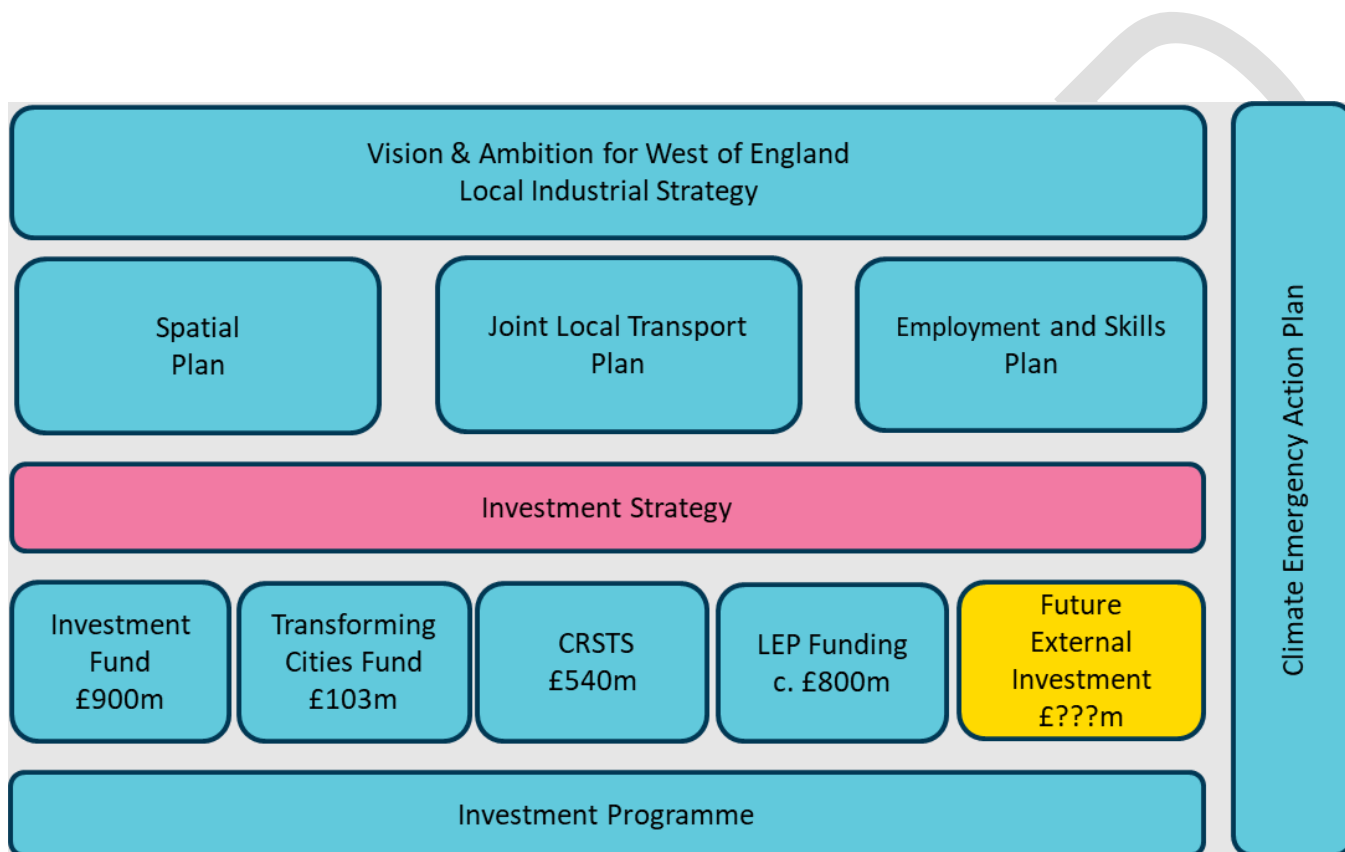 Vision & Ambition for West of England
Local Industrial Strategy
Spatial
Plan
Joint Local Transport
Plan
Employment and Skills
Plan
Investment Strategy
Investment
Fund
£900m
Transforming
Cities Fund
£103m
CRSTS
£540m
LEP Funding
c. £800m
Future
External
Investment
£???m
Investment Programme
Climate Emergency Action Plan